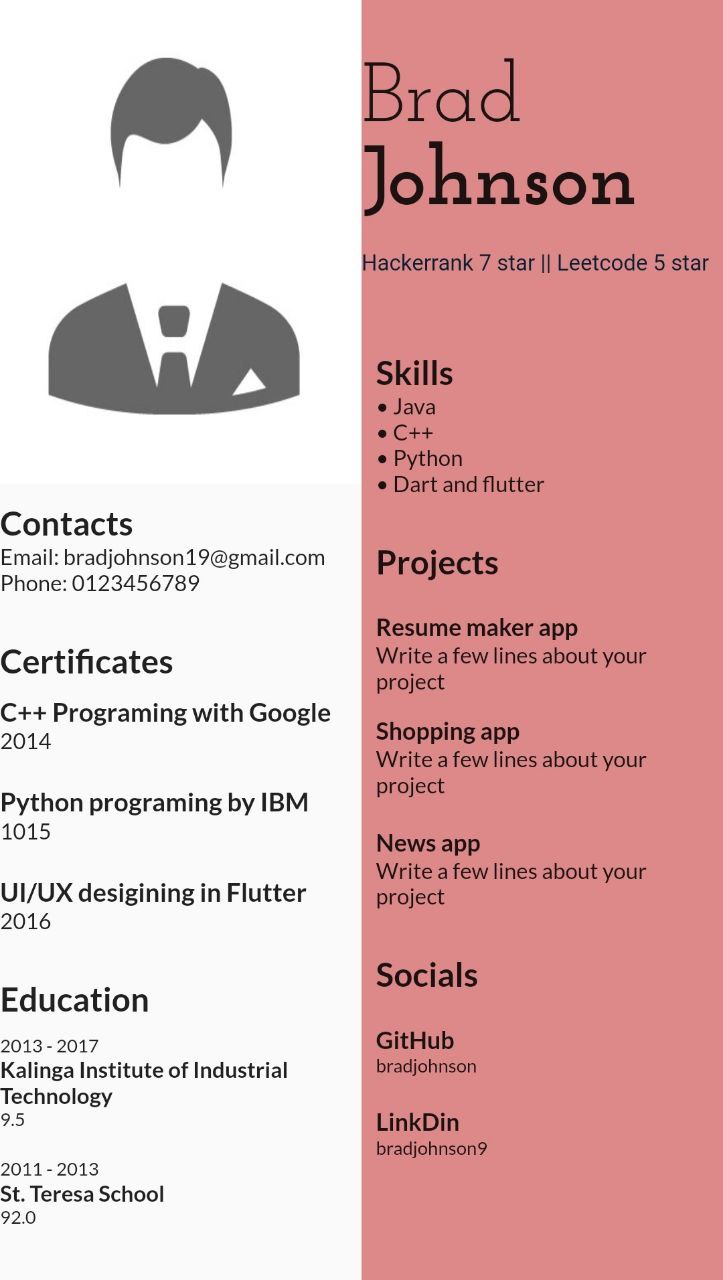 Brad
Johnson
Hackerrank 7 star || Leetcode 5 star
Contacts
Email: bradjohnson19@gmail.com
Phone: 0123456789
Certificates
C++ Programing with Google
2014
Python programing by IBM
1015
UI/UX desigining in Flutter
2016
Education
2013 - 2017
Kalinga Institute of Industrial
Technology
9.5
2011 - 2013
St. Teresa School
92.0
Skills
• Java
• C++
• Python
• Dart and flutter
Projects
Resume maker app
Write a few lines about your
project
Shopping app
Write a few lines about your
project
News app
Write a few lines about your
project
Socials
GitHub
bradjohnson
LinkDin
bradjohnson9